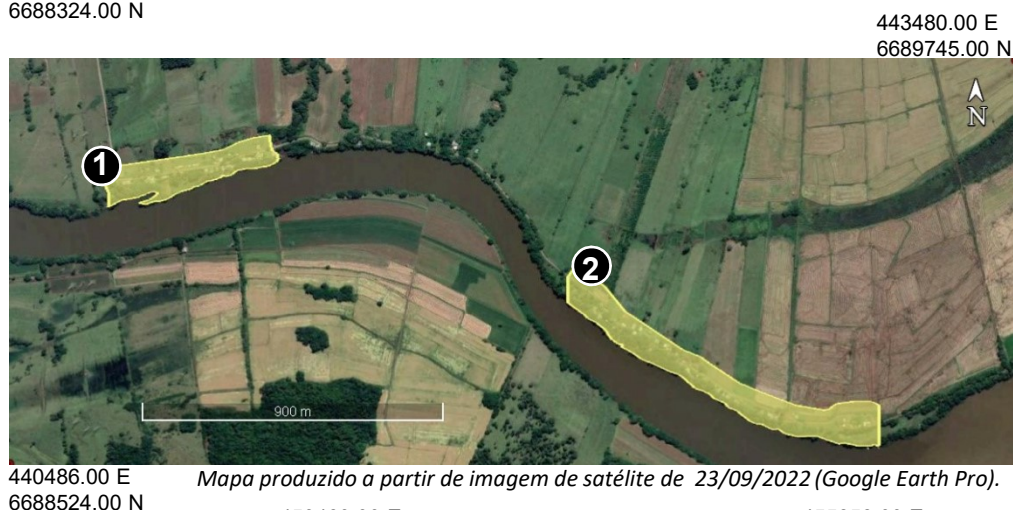 6688324.00 N
443480.00 E
6689745.00 N
N
1
2
900 m
440486.00 E
6688524.00 N
Mapa produzido a partir de imagem de satélite de 23/09/2022 (Google Earth Pro).